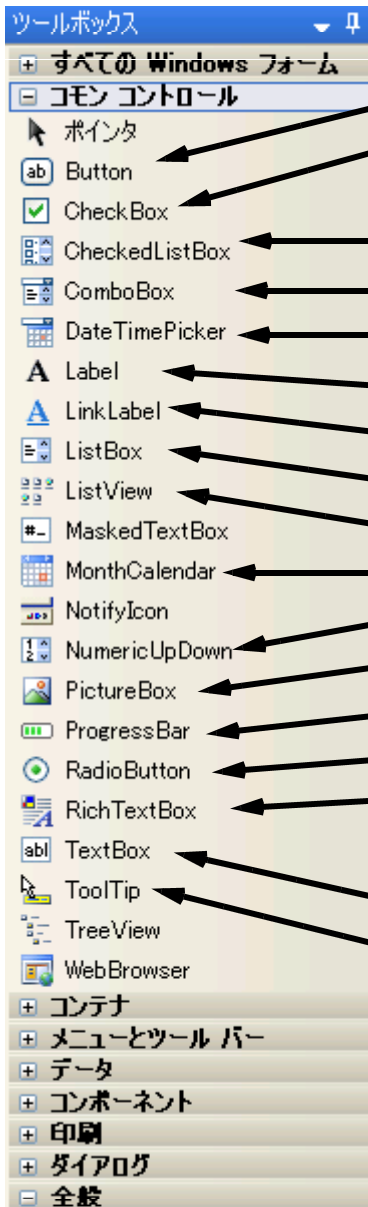 ツールボックス
すべての Windows フォーム
コモン コントロール
ポインタ
Button
CheckBox
CheckedListBox
ComboBox
DateTimePicker
Label
LinkLabel
ListBox
ListView
MaskedTextBox
MonthCalendar
NotifyIcon
NumericUpDown
PictureBox
ProgressBar
RadioButton
RichTextBox
TextBox
ToolTip
TreeView
WebBrowser
コンテナ
メニューとツール バー
データ
コンポーネント
印刷
ダイアログ
全般